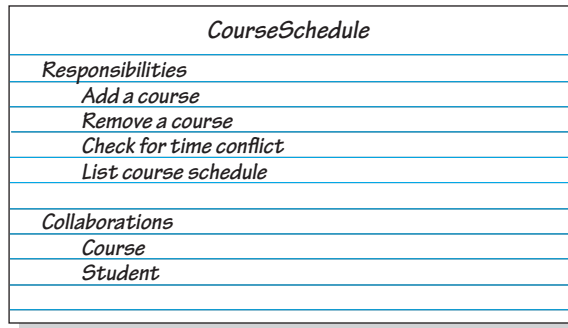 CourseSchedule
Responsibilities
Add a course
Remove a course
Check for time conflict
List course schedule
Collaborations
Course
Student